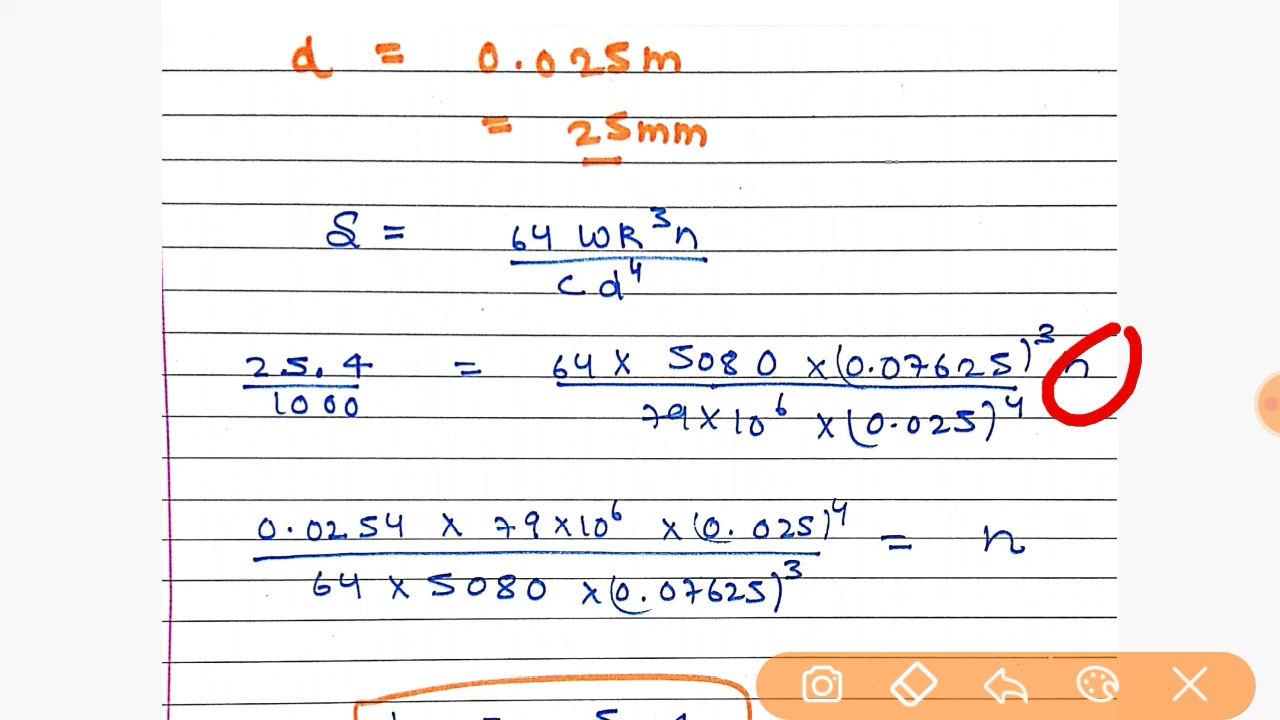 d = 0.025m
= 25mm
δ = 64 WR³n / Cd⁴
25.4 / 1000 = 64 × 5080 × (0.07625)³ n / 79 × 10⁶ × (0.025)⁴
0.0254 × 79 × 10⁶ × (0.025)⁴ / 64 × 5080 × (0.07625)³ = n